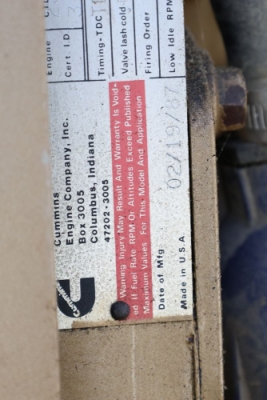 Engine
Cert ID
Timing-TDC
Valve lash cold
Firing Order
Low Idle RPM
Cummins
Engine Company, Inc.
Box 3005
Columbus, Indiana
47202-3005
Warning Injury May Result And Warranty Is Void-
ed If Fuel Rate RPM Or Altitudes Exceed Published
Maximum Values For This Model And Application
Date of Mfg 02/19/87
Made in U.S.A.